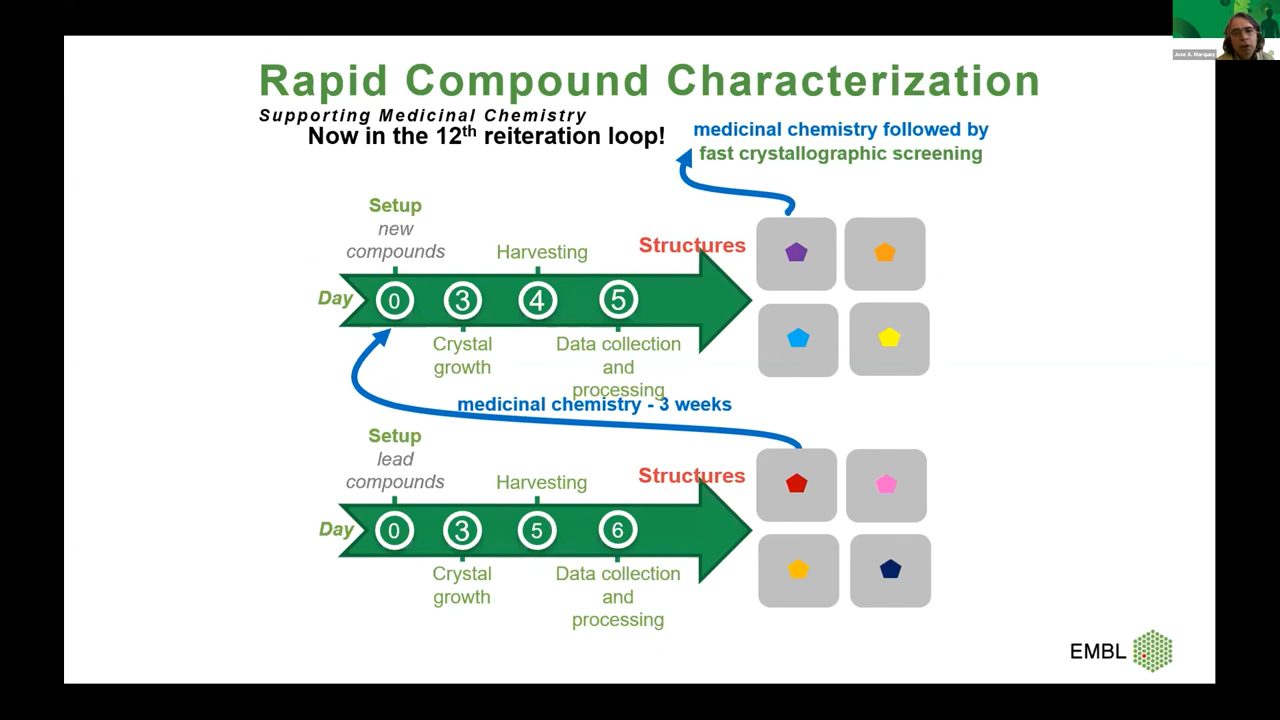 Jose A. Marquez
Rapid Compound Characterization
Supporting Medicinal Chemistry
Now in the 12th reiteration loop!
medicinal chemistry followed by
fast crystallographic screening
Setup
new
compounds
Harvesting
Structures
Day 0 3 4 5
Crystal
growth
Data collection
and
processing
medicinal chemistry - 3 weeks
Setup
lead
compounds
Harvesting
Structures
Day 0 3 5 6
Crystal
growth
Data collection
and
processing
EMBL